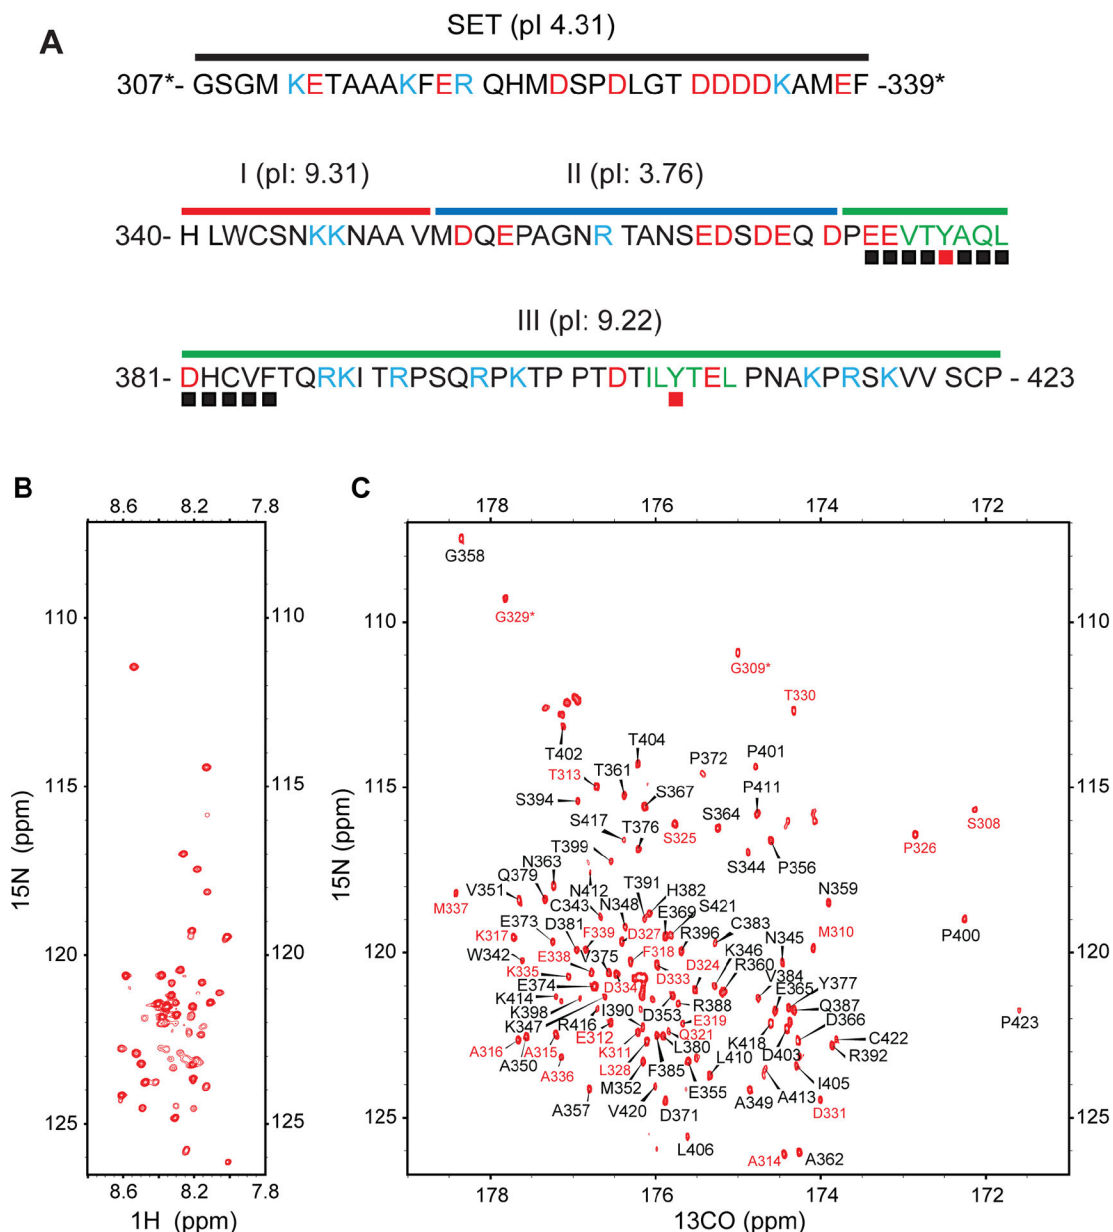 A
SET (pI 4.31)
307*- GSGM KETAAAKFER QHMDSPDLGT DDDDKAMEF -339*
I (pI: 9.31) II (pI: 3.76)
340- H LWCSNKKNAA VMDQEPAGNR TANSEDSDEQ DPEEVTYAQL
III (pI: 9.22)
381- DHCVFTQRKI TRPSQRPKTP PTDTILYTEL PNAKPRSKVV SCP - 423
B
C
8.6 8.2 7.8
178 176 174 172
G358
110 110 110 110
G329*
G309*
T330
T404
T402
P372 P401
T313 T361
115 115 115 115
S394 S367 P411
S417 S325 S364 S308
T376 P326
T399 S344 P356
N363
Q379 T391 H382
V351 N412 N359
C343 N348 E369 S421
M337
E373 D381 F339 D327 R396 C383 M310 P400
K317 F318 N345
120 120 120 120
W342 E338 V375 D324 K346
K335 D334 D333 R360 V384
E374 E365 Y377
K414 D353 R388 Q387
K398 I390 P423
K347 R416 E319 D366
E312 Q321 K418 C422
A316 A315 K311 L380 D403 R392
A350 L328 F385 L410
A336 M352 E355 I405
A357 A349 A413
V420 D371 D331
125 125 125 125
L406
A314 A362
8.6 8.2 7.8
178 176 174 172
1H (ppm)
13CO (ppm)
15N (ppm)
15N (ppm)